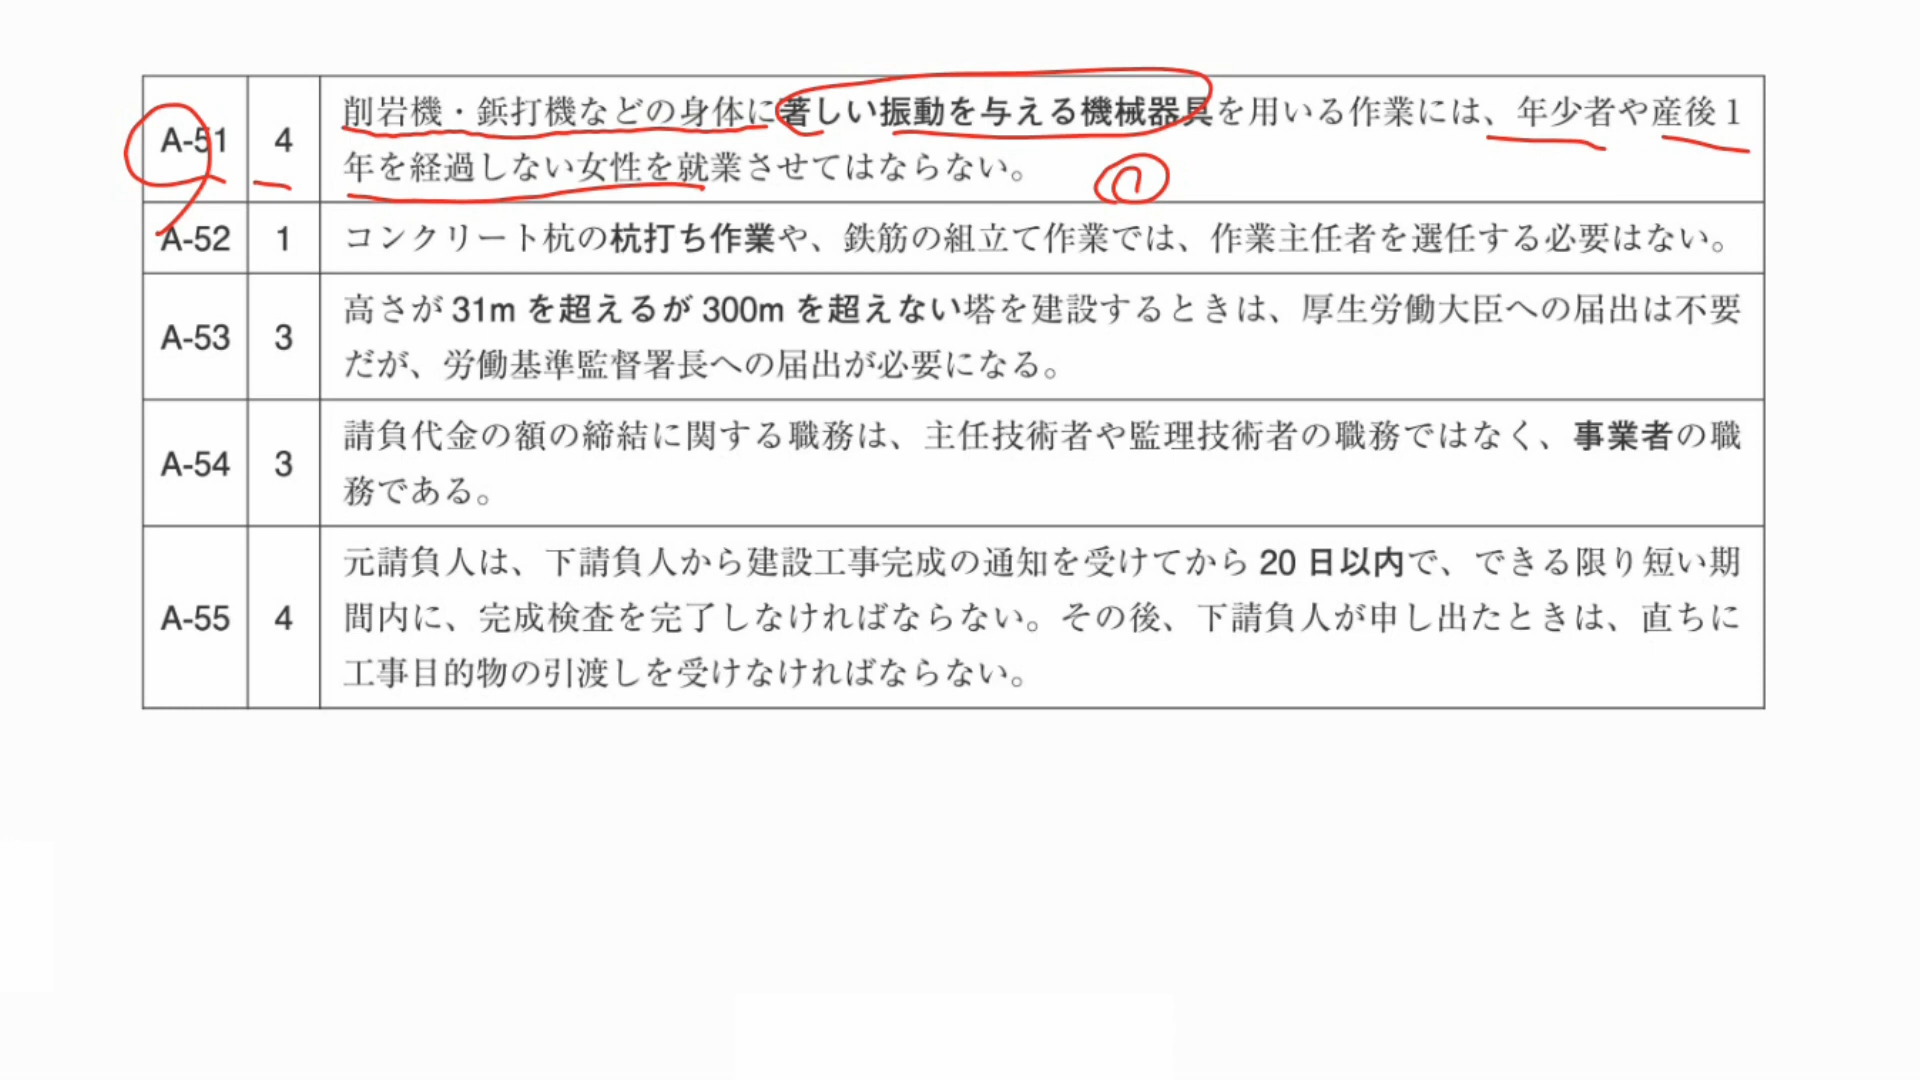 A-51 4 削岩機・鋲打機などの身体に著しい振動を与える機械器具を用いる作業には、年少者や産後1
年を経過しない女性を就業させてはならない。
A-52 1 コンクリート杭の杭打ち作業や、鉄筋の組立て作業では、作業主任者を選任する必要はない。
A-53 3 高さが 31m を超えるが 300m を超えない塔を建設するときは、厚生労働大臣への届出は不要
だが、労働基準監督署長への届出が必要になる。
A-54 3 請負代金の額の締結に関する職務は、主任技術者や監理技術者の職務ではなく、事業者の職
務である。
A-55 4 元請負人は、下請負人から建設工事完成の通知を受けてから 20 日以内で、できる限り短い期
間内に、完成検査を完了しなければならない。その後、下請負人が申し出たときは、直ちに
工事目的物の引渡しを受けなければならない。